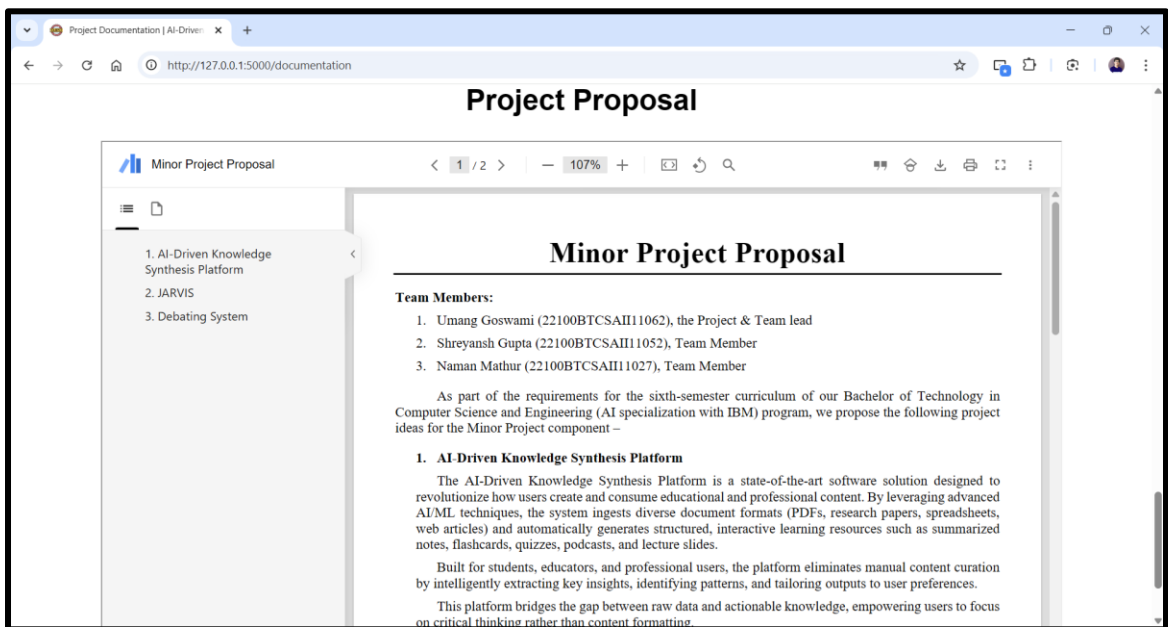 Project Documentation | AI-Driven
http://127.0.0.1:5000/documentation
Project Proposal
Minor Project Proposal
1 / 2
107%
1. AI-Driven Knowledge
Synthesis Platform
2. JARVIS
3. Debating System
Minor Project Proposal
Team Members:
1. Umang Goswami (22100BTCSAII11062), the Project & Team lead
2. Shreyansh Gupta (22100BTCSAII11052), Team Member
3. Naman Mathur (22100BTCSAII11027), Team Member
As part of the requirements for the sixth-semester curriculum of our Bachelor of Technology in
Computer Science and Engineering (AI specialization with IBM) program, we propose the following project
ideas for the Minor Project component –
1. AI-Driven Knowledge Synthesis Platform
The AI-Driven Knowledge Synthesis Platform is a state-of-the-art software solution designed to
revolutionize how users create and consume educational and professional content. By leveraging advanced
AI/ML techniques, the system ingests diverse document formats (PDFs, research papers, spreadsheets,
web articles) and automatically generates structured, interactive learning resources such as summarized
notes, flashcards, quizzes, podcasts, and lecture slides.
Built for students, educators, and professional users, the platform eliminates manual content curation
by intelligently extracting key insights, identifying patterns, and tailoring outputs to user preferences.
This platform bridges the gap between raw data and actionable knowledge, empowering users to focus
on critical thinking rather than content formatting.